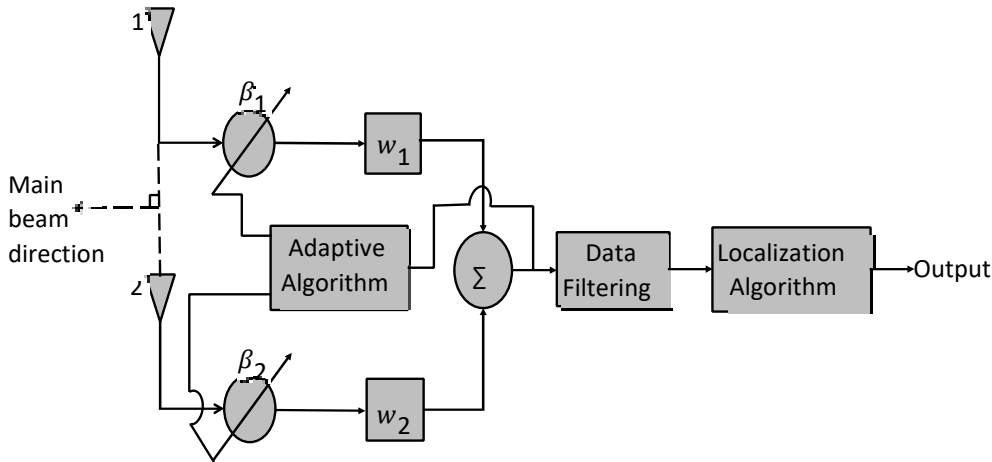 1
β1
w1
Main
beam
direction
Adaptive
Algorithm
Σ
Data
Filtering
Localization
Algorithm
Output
2
β2
w2